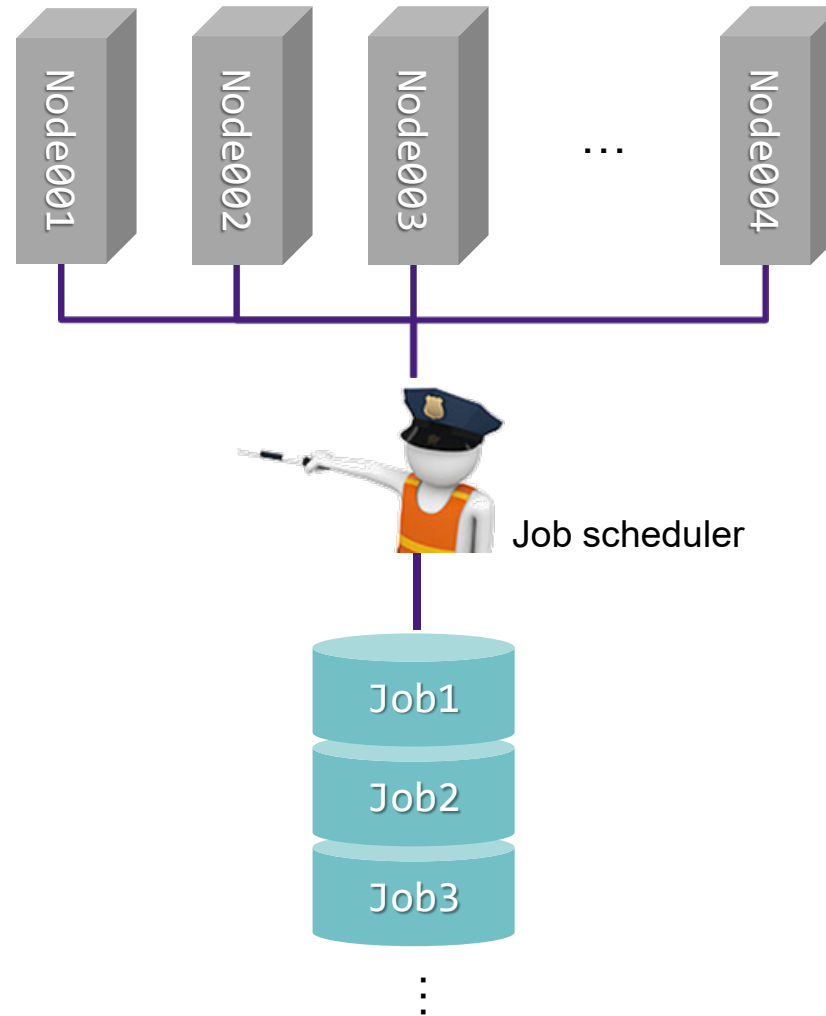 Node001
Node002
Node003
...
Node004
Job scheduler
Job1
Job2
Job3
⋮